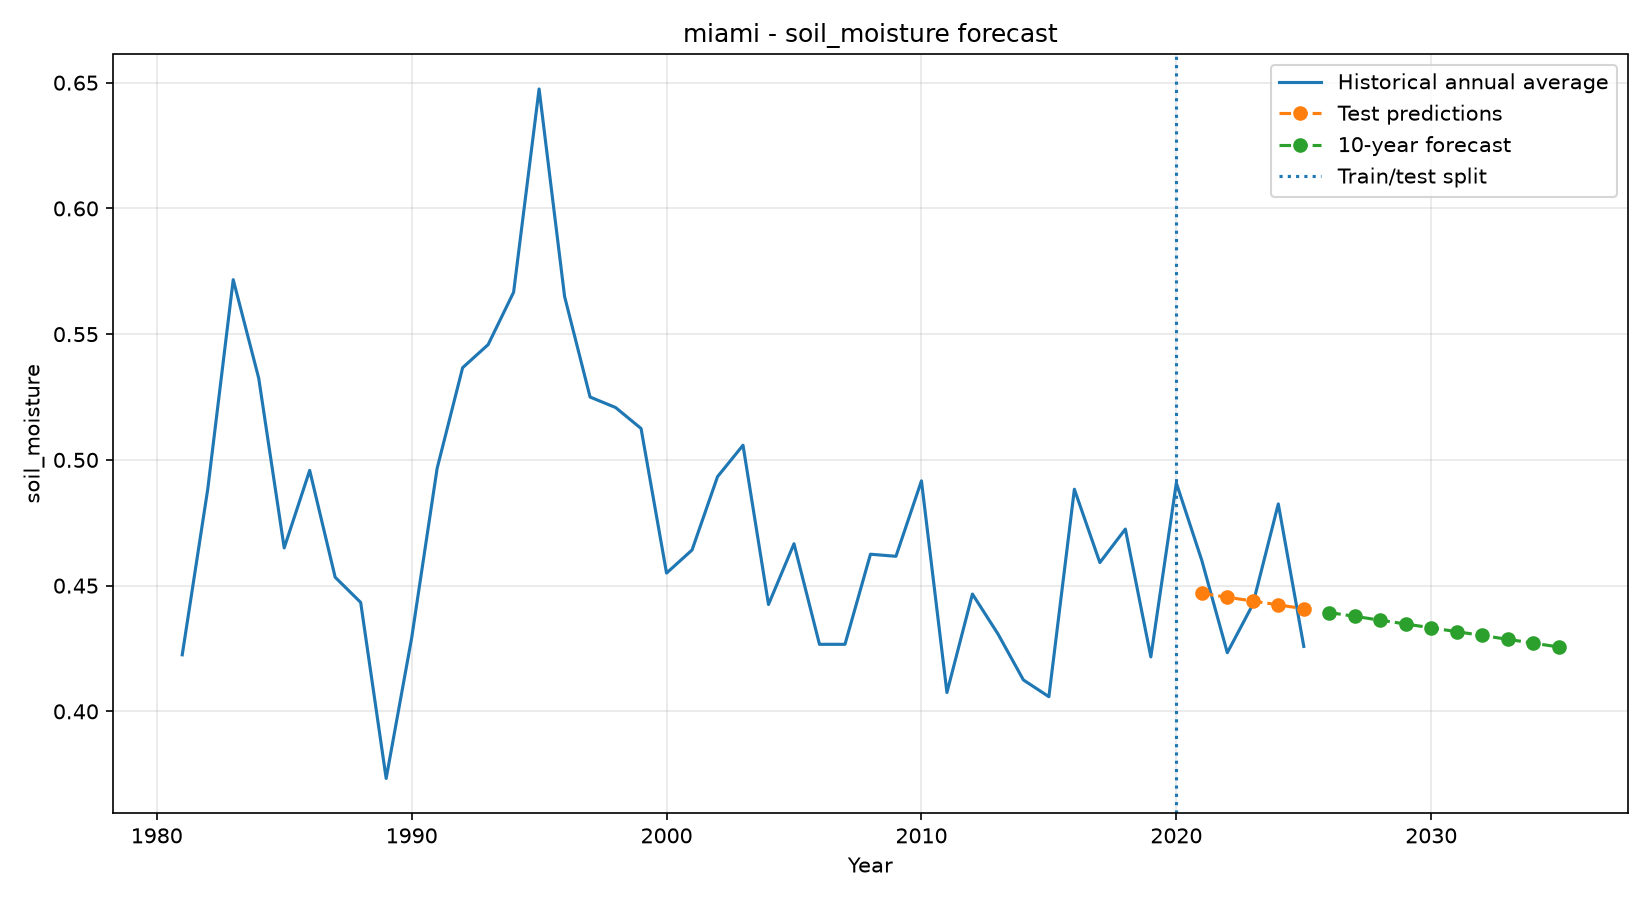 miami - soil_moisture forecast
Historical annual average
Test predictions
10-year forecast
Train/test split
soil_moisture
0.65
0.60
0.55
0.50
0.45
0.40
1980 1990 2000 2010 2020 2030
Year